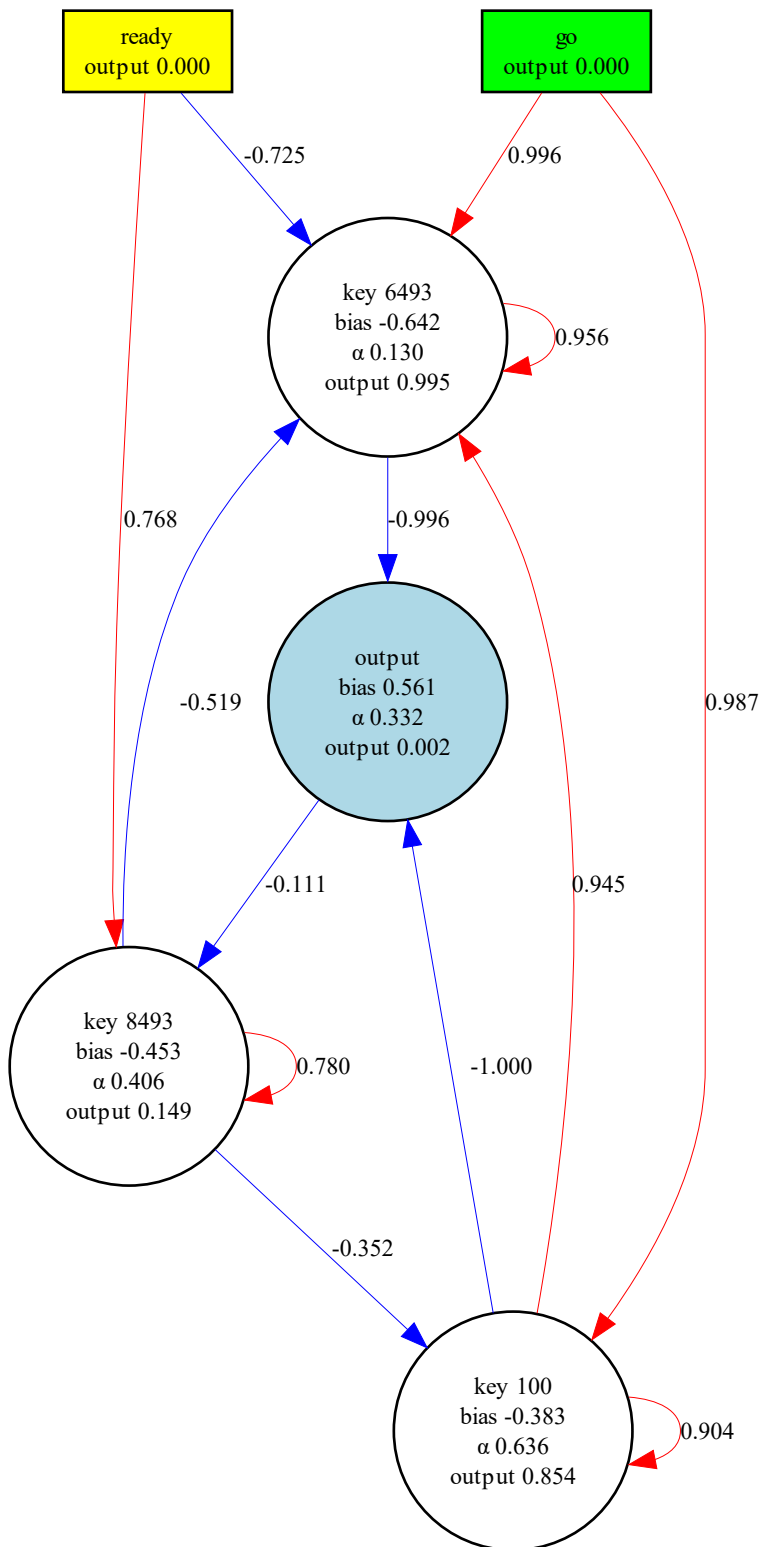 ready
output 0.000
go
output 0.000
-0.725
0.996
key 6493
bias -0.642
α 0.130
output 0.995
0.956
0.768
-0.996
-0.519
output
bias 0.561
α 0.332
output 0.002
0.987
-0.111
0.945
key 8493
bias -0.453
α 0.406
output 0.149
0.780
-1.000
-0.352
key 100
bias -0.383
α 0.636
output 0.854
0.904